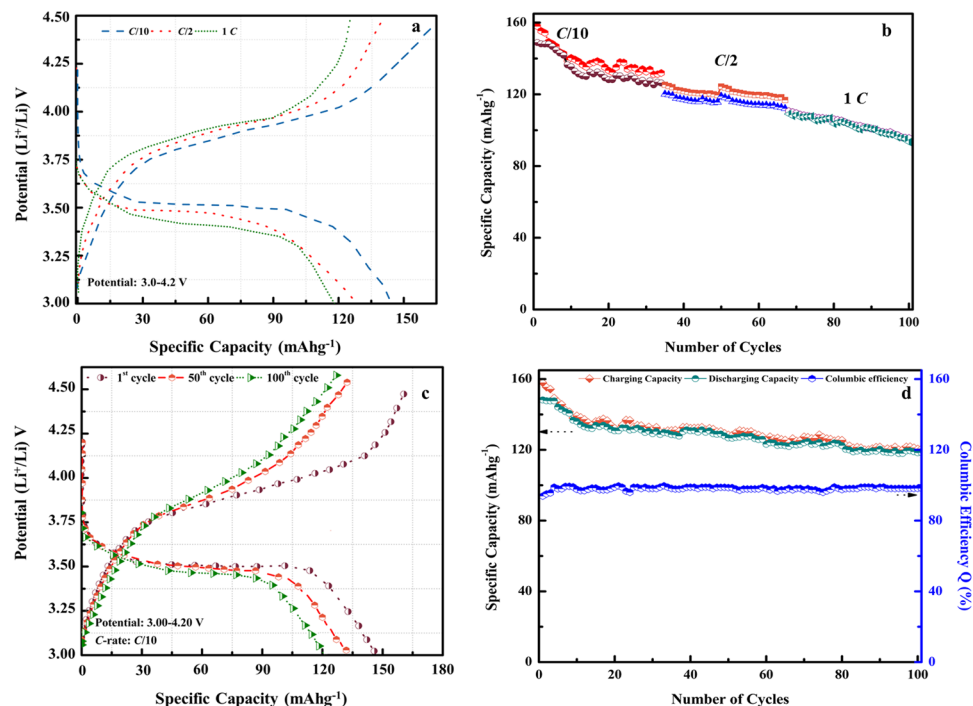 a
C/10 C/2 1 C
4.50
4.25
4.00
3.75
3.50
3.25
3.00
Potential (Li+/Li) V
Potential: 3.0-4.2 V
0 30 60 90 120 150
Specific Capacity (mAhg-1)
b
C/10
C/2
1 C
160
120
80
40
0
Specific Capacity (mAhg-1)
0 20 40 60 80 100
Number of Cycles
1st cycle 50th cycle 100th cycle
c
4.50
4.25
4.00
3.75
3.50
3.25
3.00
Potential (Li+/Li) V
Potential: 3.00-4.20 V
C-rate: C/10
0 30 60 90 120 150 180
Specific Capacity (mAhg-1)
Charging Capacity Discharging Capacity Columbic efficiency
d
160
120
80
40
0
Specific Capacity (mAhg-1)
160
120
80
40
0
Columbic Efficiency Q (%)
0 20 40 60 80 100
Number of Cycles